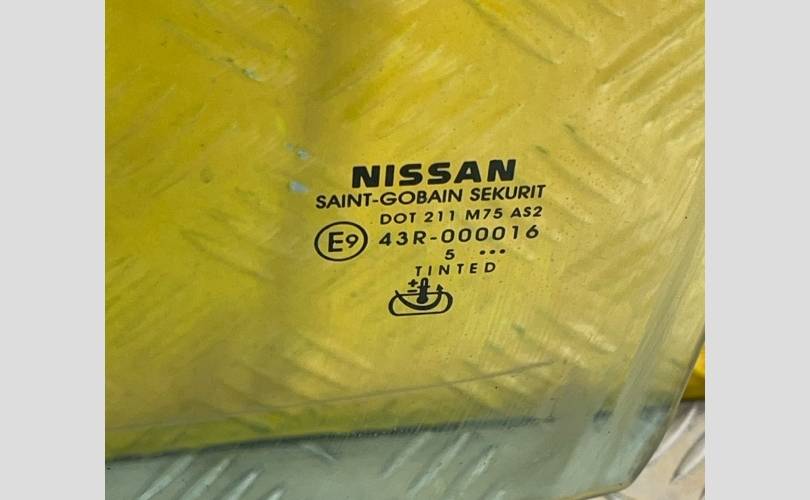 NISSAN
SAINT-GOBAIN SEKURIT
DOT 211 M75 AS2
E9 43R-000016
5 •••
TINTED